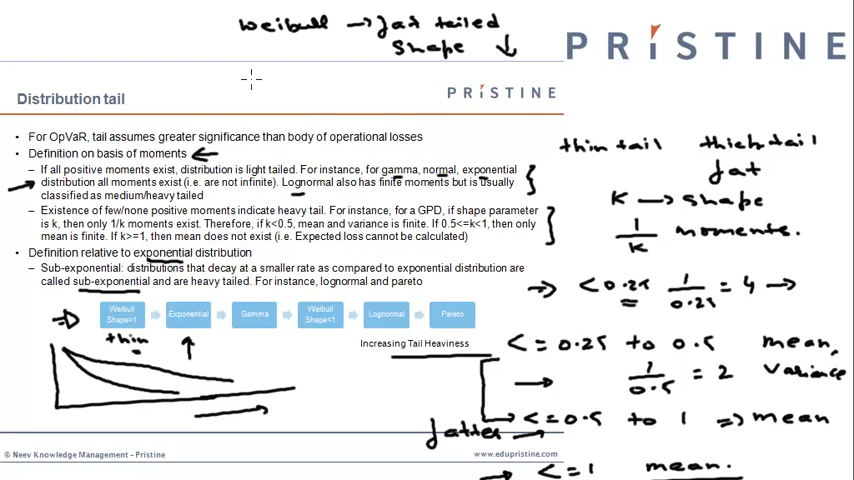 weibull → fat tailed
shape ↓
PRISTINE
Distribution tail
PRISTINE
• For OpVaR, tail assumes greater significance than body of operational losses
• Definition on basis of moments
– If all positive moments exist, distribution is light tailed. For instance, for gamma, normal, exponential
distribution all moments exist (i.e. are not infinite). Lognormal also has finite moments but is usually
classified as medium/heavy tailed
– Existence of few/none positive moments indicate heavy tail. For instance, for a GPD, if shape parameter
is k, then only 1/k moments exist. Therefore, if k<0.5, mean and variance is finite. If 0.5<=k<1, then only
mean is finite. If k>=1, then mean does not exist (i.e. Expected loss cannot be calculated)
• Definition relative to exponential distribution
– Sub-exponential: distributions that decay at a smaller rate as compared to exponential distribution are
called sub-exponential and are heavy tailed. For instance, lognormal and pareto
Weibull Shape>1
Exponential
Gamma
Weibull Shape<1
Lognormal
Pareto
thin
Increasing Tail Heaviness
fatter →
thin tail thick tail
fat
K → shape
1/K moments.
→ <0.25 1/0.25 = 4 →
<=0.25 to 0.5 mean,
→ 1/0.5 = 2 variance
<=0.5 to 1 => mean
→ <=1 mean.
© Neev Knowledge Management – Pristine
www.edupristine.com